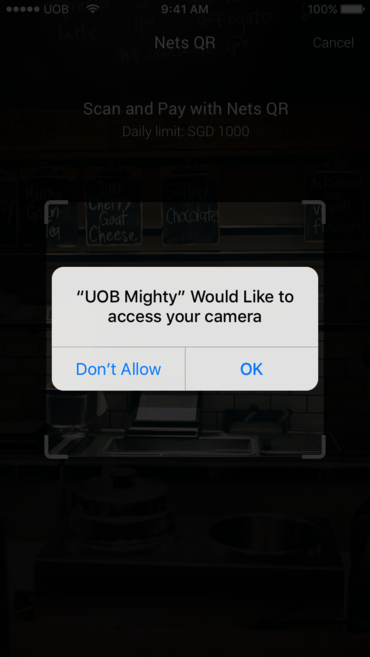 UOB 9:41 AM 100%
Nets QR Cancel
Scan and Pay with Nets QR
Daily limit: SGD 1000
Cherry
Goat
Cheese
Chocolate
“UOB Mighty” Would Like to
access your camera
Don’t Allow OK